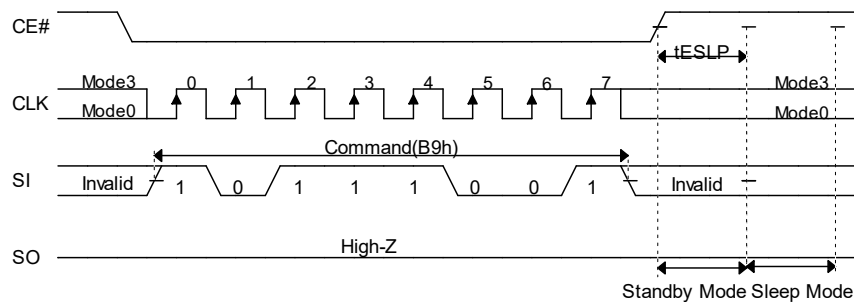 CE#
tESLP
Mode3 0 1 2 3 4 5 6 7 Mode3
CLK
Mode0 Mode0
Command(B9h)
SI Invalid 1 0 1 1 1 0 0 1 Invalid
High-Z
SO
Standby Mode Sleep Mode